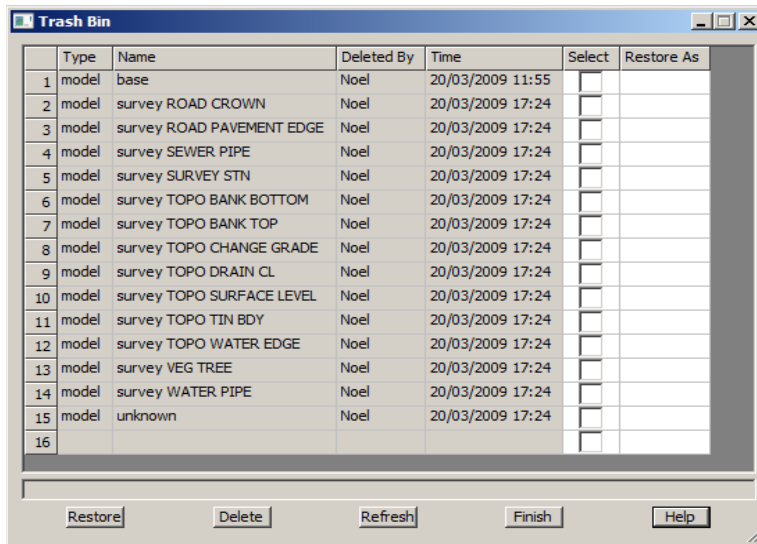 Trash Bin
Type Name Deleted By Time Select Restore As
1 model base Noel 20/03/2009 11:55
2 model survey ROAD CROWN Noel 20/03/2009 17:24
3 model survey ROAD PAVEMENT EDGE Noel 20/03/2009 17:24
4 model survey SEWER PIPE Noel 20/03/2009 17:24
5 model survey SURVEY STN Noel 20/03/2009 17:24
6 model survey TOPO BANK BOTTOM Noel 20/03/2009 17:24
7 model survey TOPO BANK TOP Noel 20/03/2009 17:24
8 model survey TOPO CHANGE GRADE Noel 20/03/2009 17:24
9 model survey TOPO DRAIN CL Noel 20/03/2009 17:24
10 model survey TOPO SURFACE LEVEL Noel 20/03/2009 17:24
11 model survey TOPO TIN BDY Noel 20/03/2009 17:24
12 model survey TOPO WATER EDGE Noel 20/03/2009 17:24
13 model survey VEG TREE Noel 20/03/2009 17:24
14 model survey WATER PIPE Noel 20/03/2009 17:24
15 model unknown Noel 20/03/2009 17:24
16
Restore Delete Refresh Finish Help